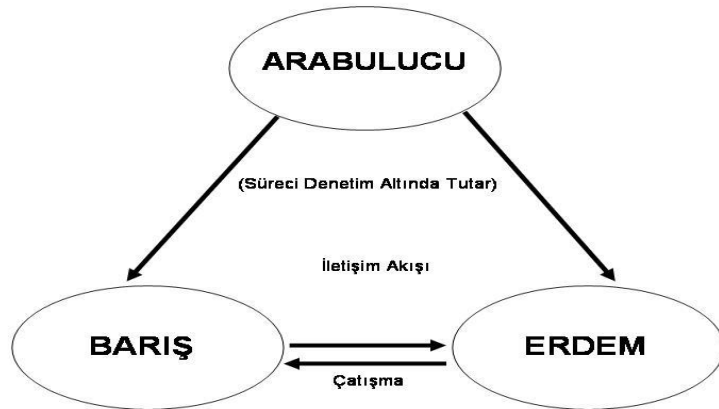 ARABULUCU
(Süreci Denetim Altında Tutar)
İletişim Akışı
BARIŞ
ERDEM
Çatışma